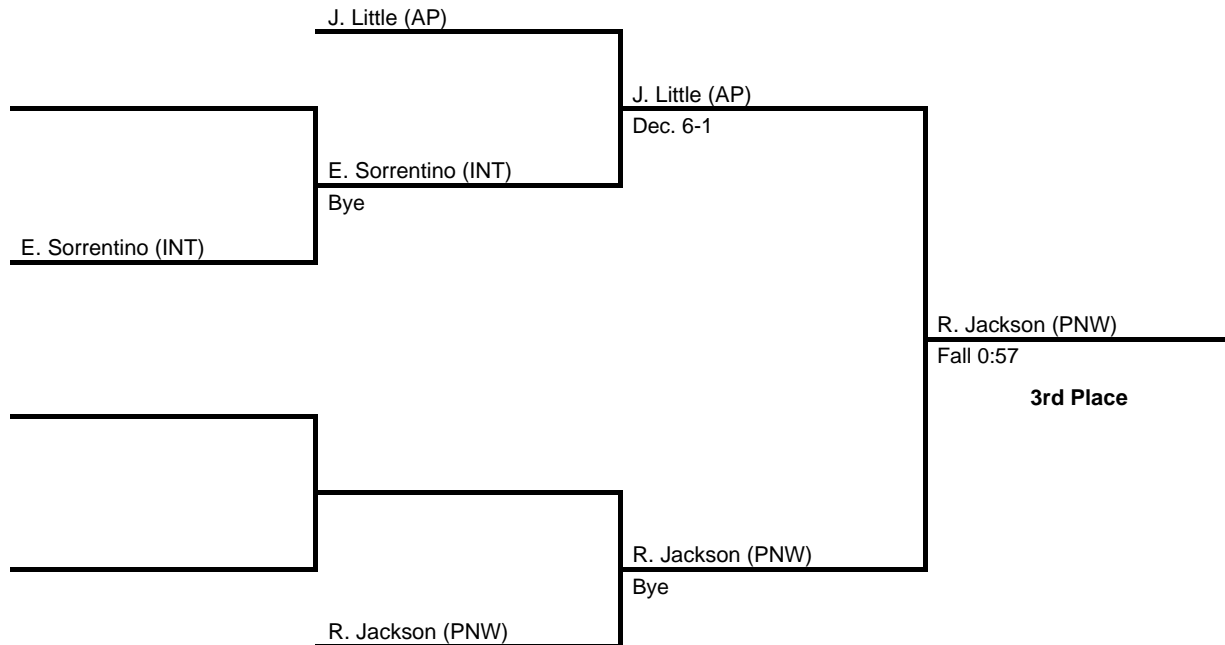 J. Little (AP)
J. Little (AP)
Dec. 6-1
E. Sorrentino (INT)
Bye
E. Sorrentino (INT)
R. Jackson (PNW)
Fall 0:57
3rd Place
R. Jackson (PNW)
Bye
R. Jackson (PNW)